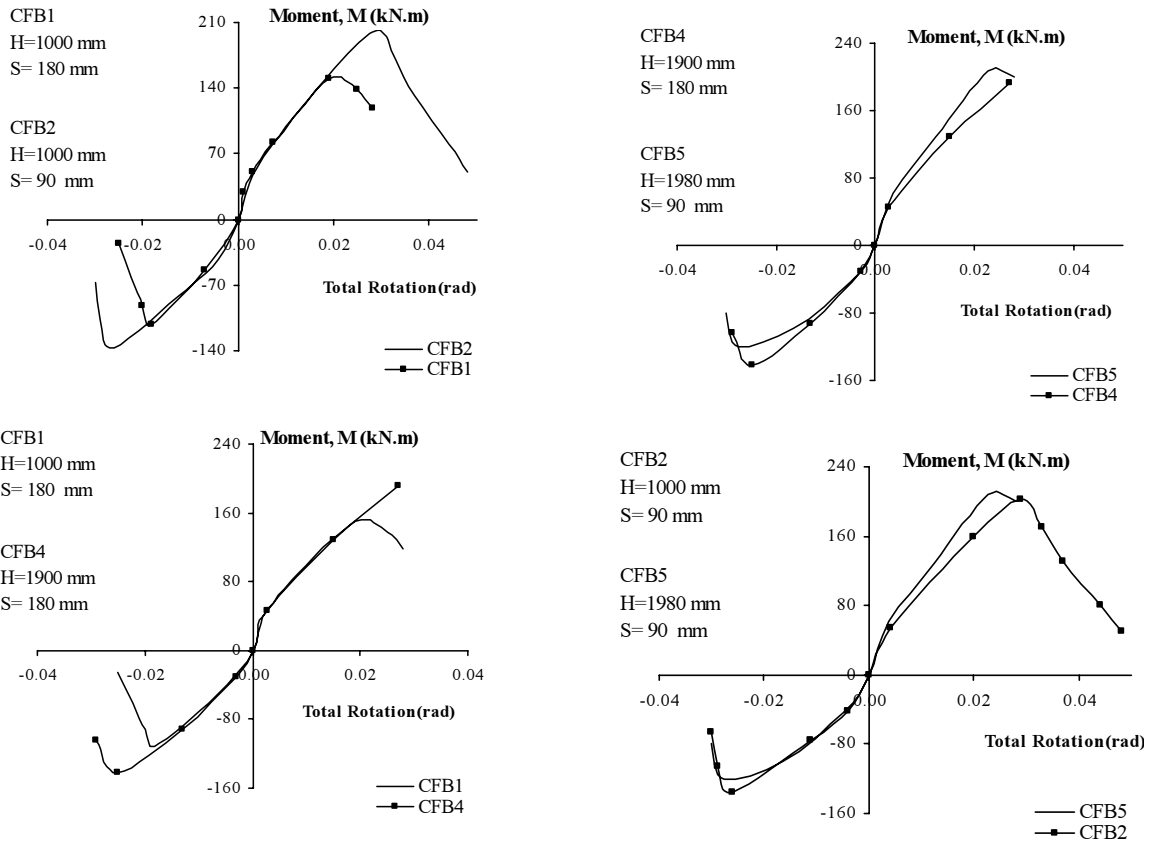 CFB1
H=1000 mm
S= 180 mm
CFB2
H=1000 mm
S= 90 mm
Moment, M (kN.m)
210
140
70
0
-70
-140
-0.04
-0.02
0.00
0.02
0.04
Total Rotation(rad)
CFB2
CFB1
CFB4
H=1900 mm
S= 180 mm
CFB5
H=1980 mm
S= 90 mm
Moment, M (kN.m)
240
160
80
0
-80
-160
-0.04
-0.02
0.00
0.02
0.04
Total Rotation(rad)
CFB5
CFB4
CFB1
H=1000 mm
S= 180 mm
CFB4
H=1900 mm
S= 180 mm
Moment, M (kN.m)
240
160
80
0
-80
-160
-0.04
-0.02
0.00
0.02
0.04
Total Rotation(rad)
CFB1
CFB4
CFB2
H=1000 mm
S= 90 mm
CFB5
H=1980 mm
S= 90 mm
Moment, M (kN.m)
240
160
80
0
-80
-160
-0.04
-0.02
0.00
0.02
0.04
Total Rotation(rad)
CFB5
CFB2